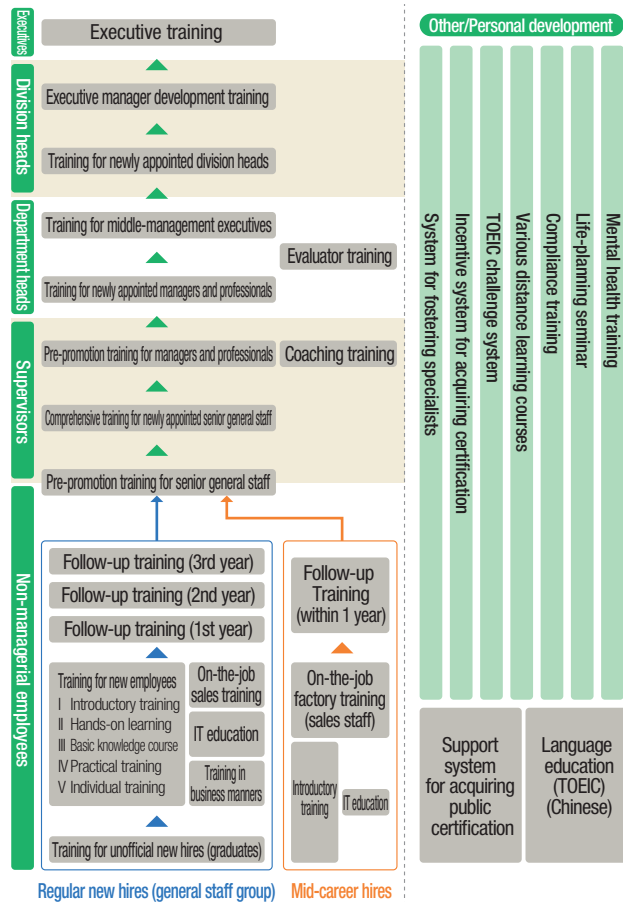 Executives
Executive training
Division heads
Executive manager development training
Training for newly appointed division heads
Department heads
Training for middle-management executives
Evaluator training
Training for newly appointed managers and professionals
Supervisors
Pre-promotion training for managers and professionals
Coaching training
Comprehensive training for newly appointed senior general staff
Pre-promotion training for senior general staff
Non-managerial employees
Follow-up training (3rd year)
Follow-up training (2nd year)
Follow-up training (1st year)
Training for new employees
I Introductory training
II Hands-on learning
III Basic knowledge course
IV Practical training
V Individual training
On-the-job
sales training
IT education
Training in
business manners
Training for unofficial new hires (graduates)
Regular new hires (general staff group)
Follow-up
Training
(within 1 year)
On-the-job
factory training
(sales staff)
Introductory
training
IT education
Mid-career hires
Other/Personal development
System for fostering specialists
Incentive system for acquiring certification
TOEIC challenge system
Various distance learning courses
Compliance training
Life-planning seminar
Mental health training
Support
system
for acquiring
public
certification
Language
education
(TOEIC)
(Chinese)